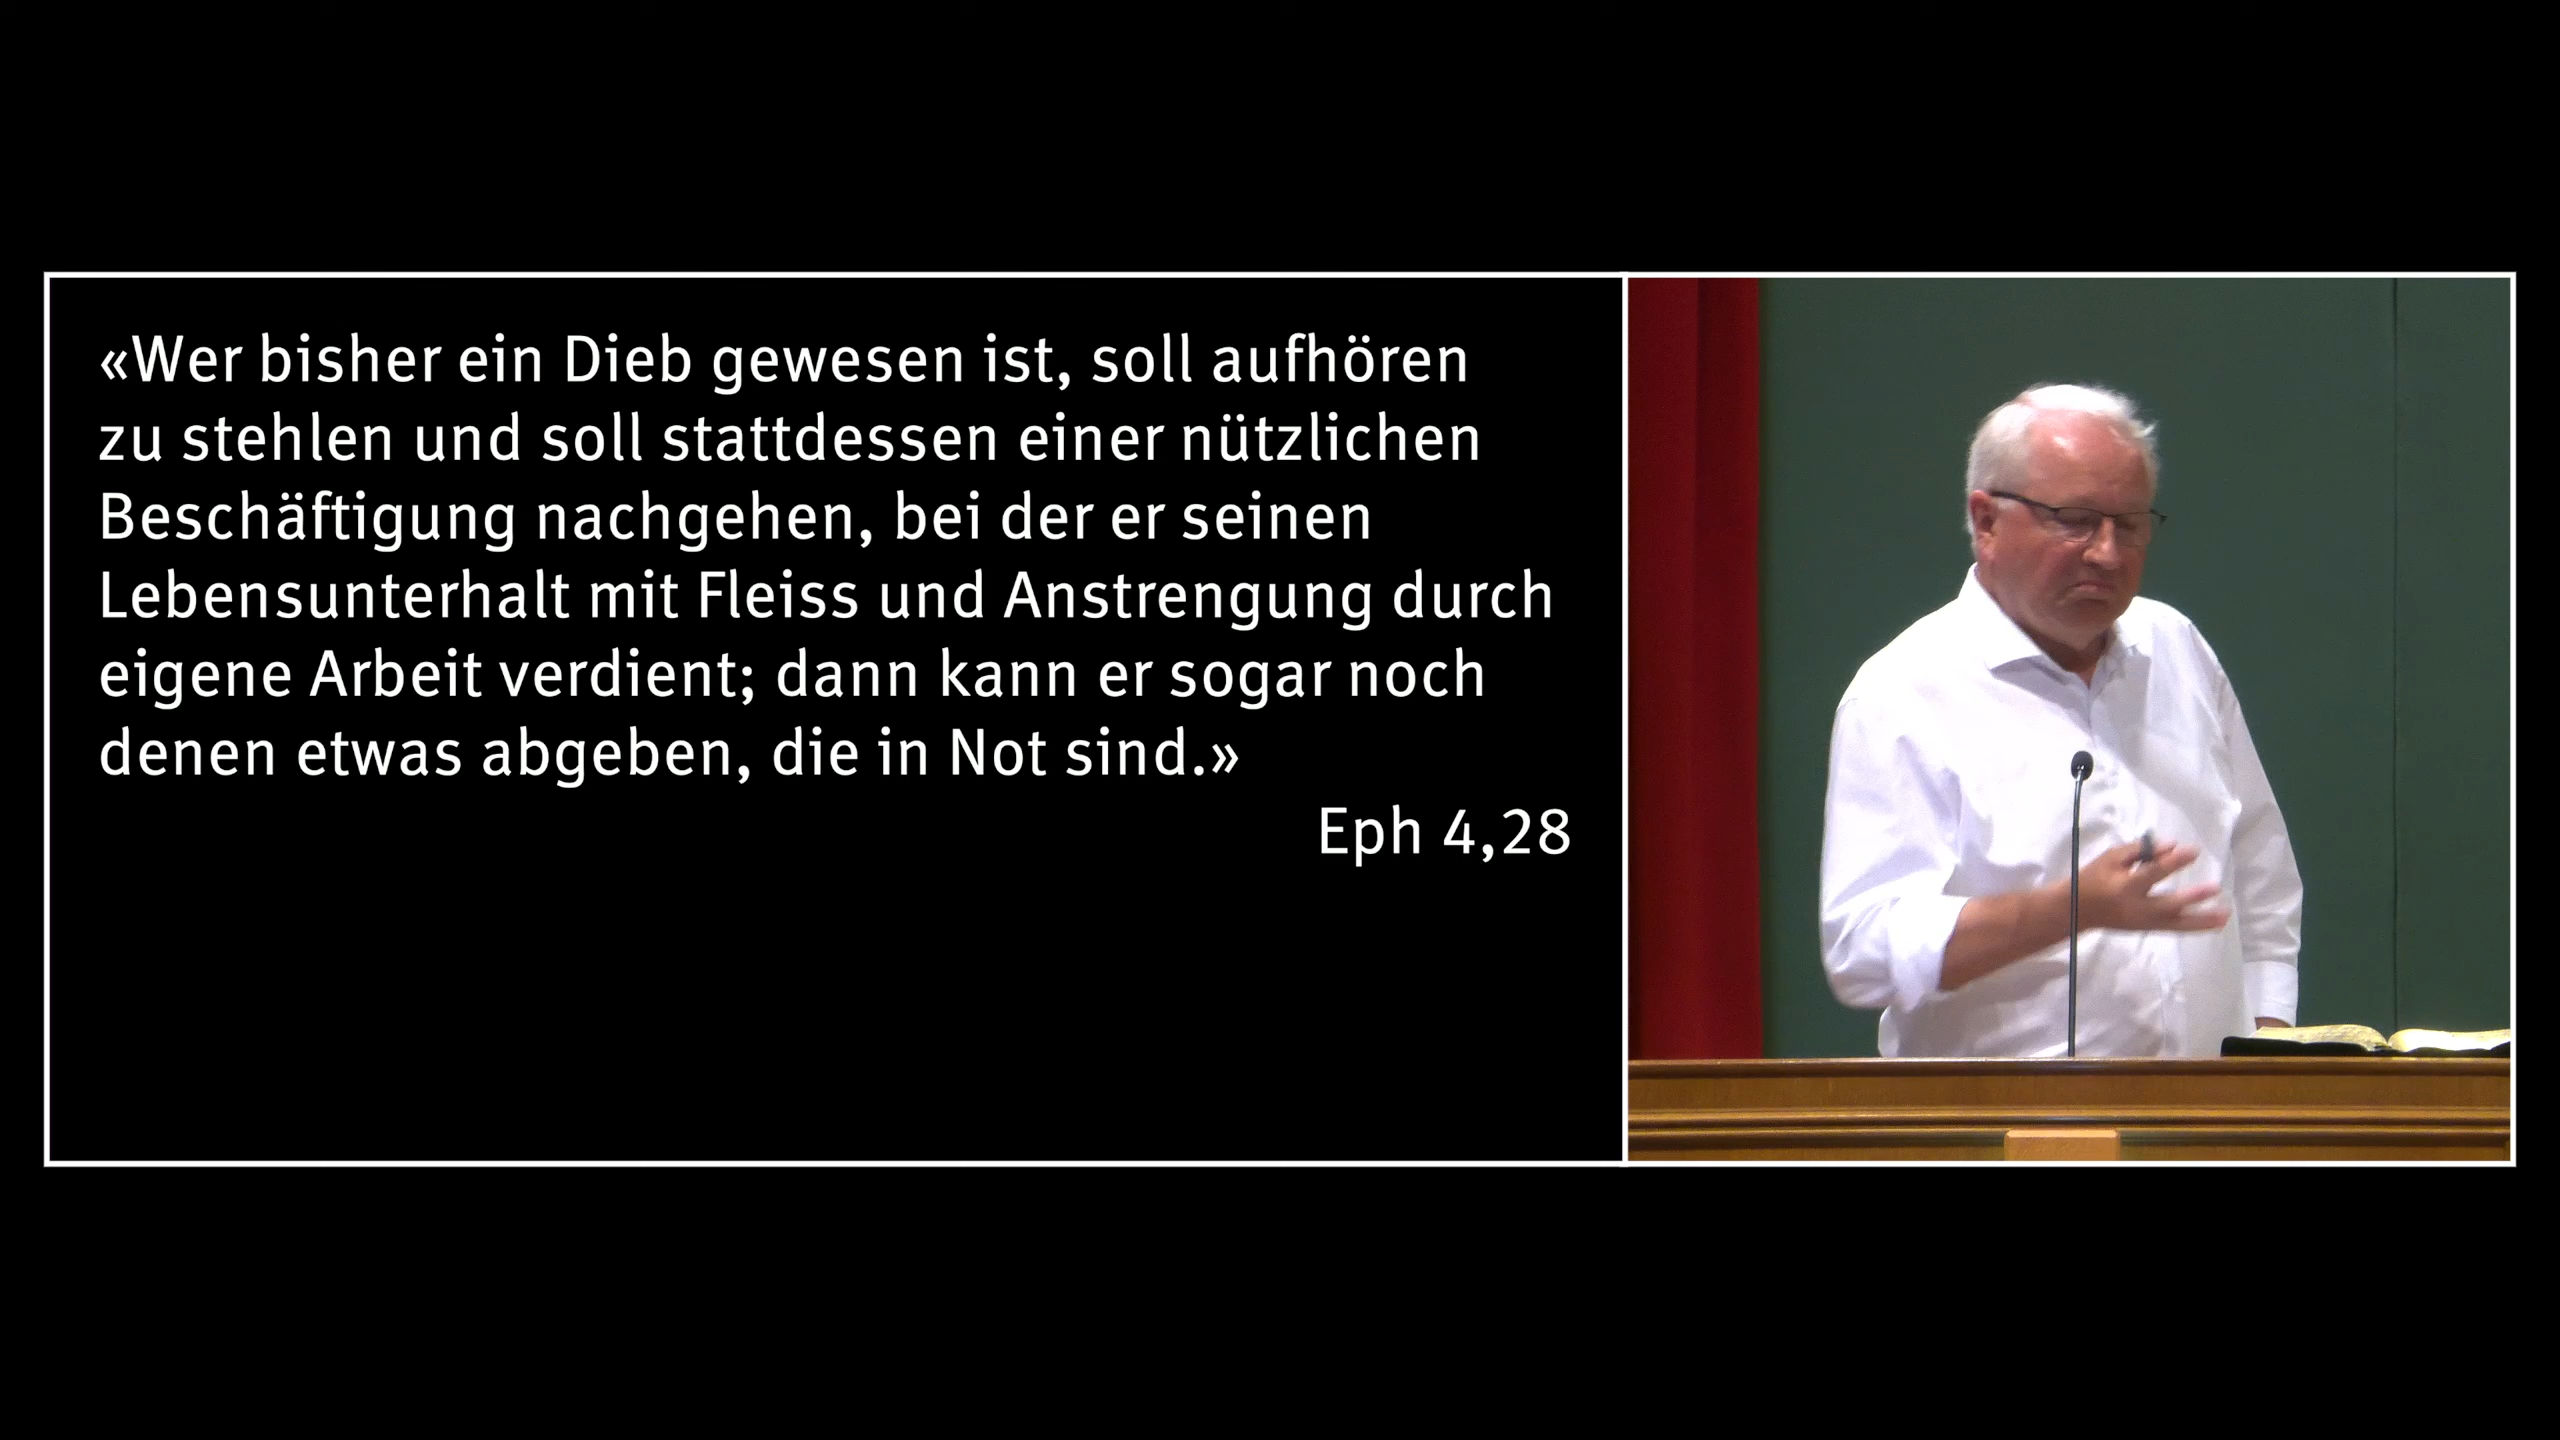 «Wer bisher ein Dieb gewesen ist, soll aufhören
zu stehlen und soll stattdessen einer nützlichen
Beschäftigung nachgehen, bei der er seinen
Lebensunterhalt mit Fleiss und Anstrengung durch
eigene Arbeit verdient; dann kann er sogar noch
denen etwas abgeben, die in Not sind.»
Eph 4,28